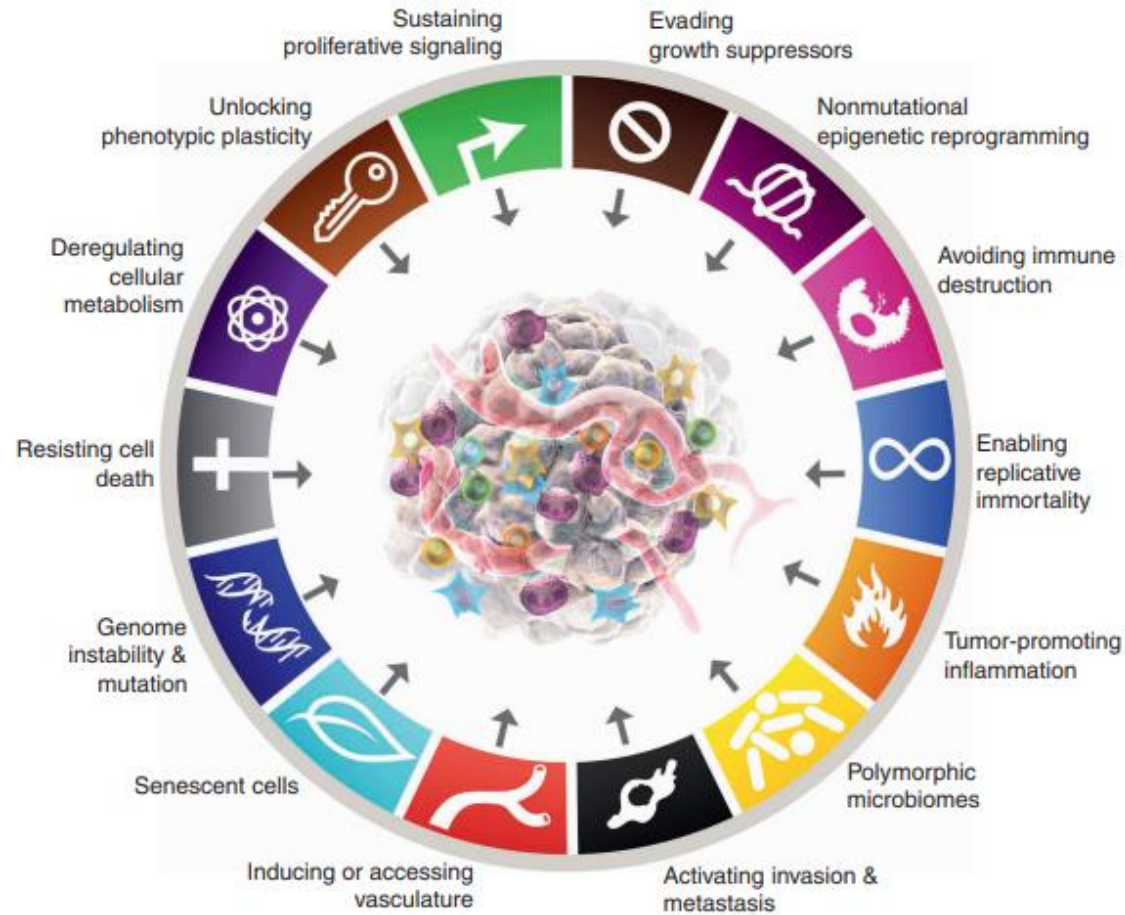 Sustaining
proliferative signaling
Evading
growth suppressors
Nonmutational
epigenetic reprogramming
Avoiding immune
destruction
Enabling
replicative
immortality
Tumor-promoting
inflammation
Polymorphic
microbiomes
Activating invasion &
metastasis
Inducing or accessing
vasculature
Senescent cells
Genome
instability &
mutation
Resisting cell
death
Deregulating
cellular
metabolism
Unlocking
phenotypic plasticity